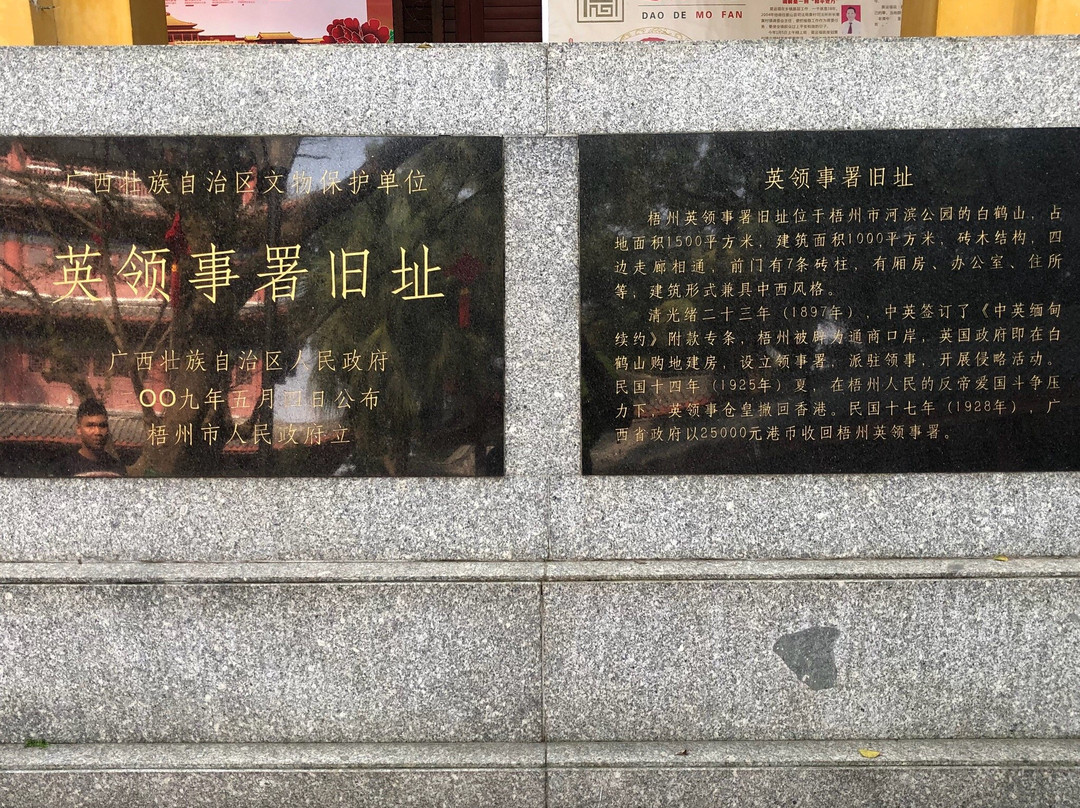 DAO DE MO FAN
广西壮族自治区文物保护单位
英领事署旧址
广西壮族自治区人民政府
二〇〇九年五月 日公布
梧州市人民政府立
英领事署旧址
梧州英领事署旧址位于梧州市河滨公园的白鹤山，占
地面积1500平方米，建筑面积1000平方米，砖木结构，四
边走廊相通，前门有7条砖柱，有厢房、办公室、住所
等，建筑形式兼具中西风格。
清光绪二十三年（1897年），中英签订了《中英缅甸
续约》附款专条，梧州被辟为通商口岸，英国政府即在白
鹤山购地建房，设立领事署，派驻领事，开展侵略活动。
民国十四年（1925年）夏，在梧州人民的反帝爱国斗争压
力下，英领事仓皇撤回香港。民国十七年（1928年），广
西省政府以25000元港币收回梧州英领事署。